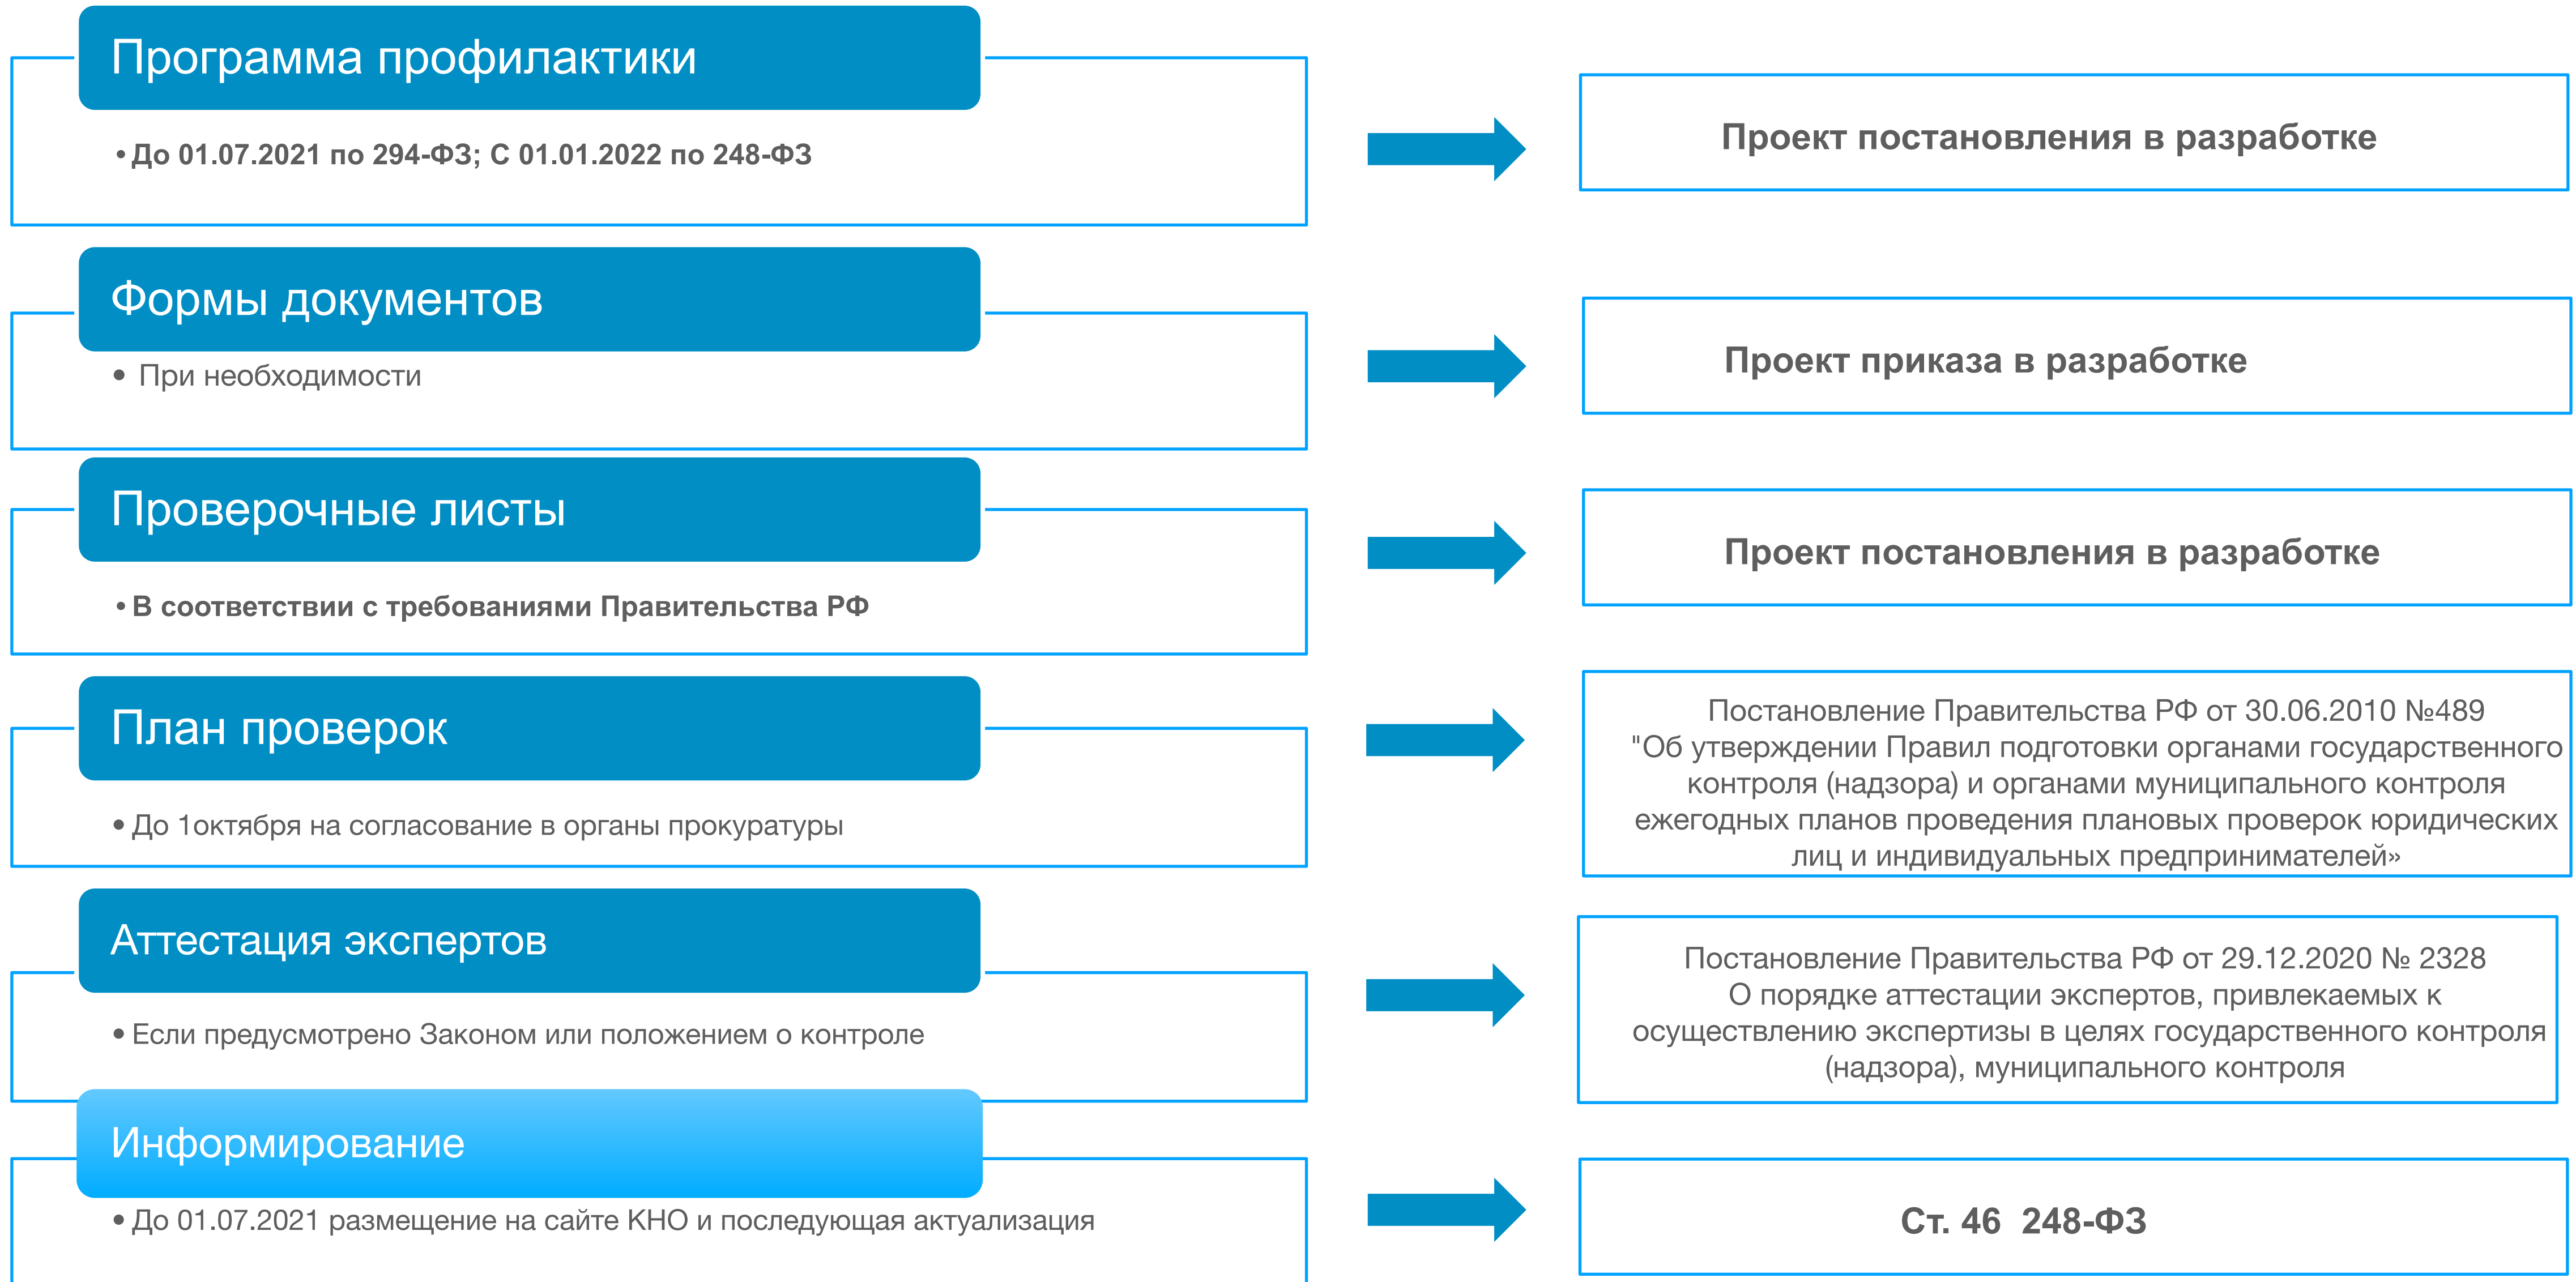 Программа профилактики
•До 01.07.2021 по 294-ФЗ; С 01.01.2022 по 248-ФЗ
Проект постановления в разработке
Формы документов
• При необходимости
Проект приказа в разработке
Проверочные листы
•В соответствии с требованиями Правительства РФ
Проект постановления в разработке
План проверок
•До 1октября на согласование в органы прокуратуры
Постановление Правительства РФ от 30.06.2010 №489
"Об утверждении Правил подготовки органами государственного
контроля (надзора) и органами муниципального контроля
ежегодных планов проведения плановых проверок юридических
лиц и индивидуальных предпринимателей»
Аттестация экспертов
•Если предусмотрено Законом или положением о контроле
Постановление Правительства РФ от 29.12.2020 № 2328
О порядке аттестации экспертов, привлекаемых к
осуществлению экспертизы в целях государственного контроля
(надзора), муниципального контроля
Информирование
•До 01.07.2021 размещение на сайте КНО и последующая актуализация
Ст. 46  248-ФЗ